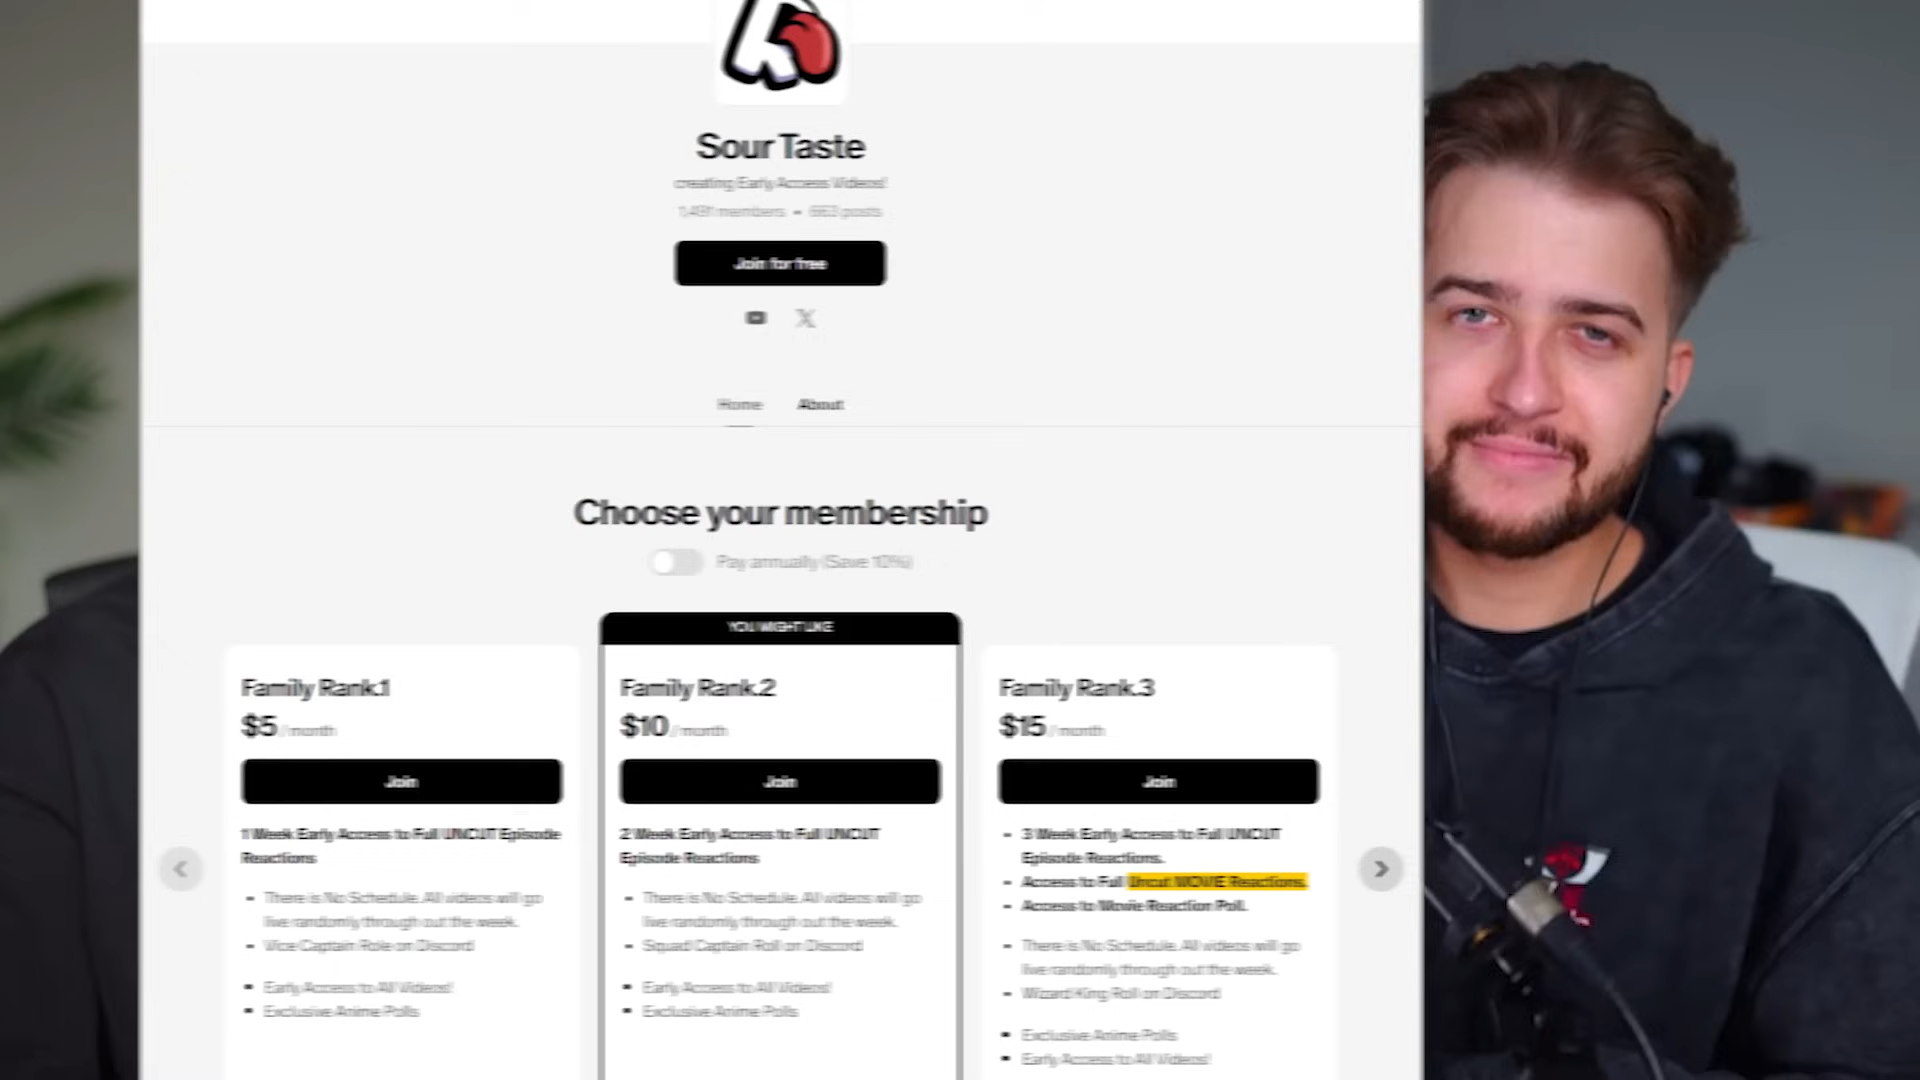 Sour Taste
creating Early Access Videos!
1,491 members • 663 posts
Join for free
Home About
Choose your membership
Pay annually (Save 10%)
YOU MIGHT LIKE
Family Rank.1
$5 / month
Join
1 Week Early Access to Full UNCUT Episode
Reactions
There is No Schedule. All videos will go
live randomly through out the week.
Vice Captain Role on Discord
Early Access to All Videos!
Exclusive Anime Polls
Family Rank.2
$10 / month
Join
2 Week Early Access to Full UNCUT
Episode Reactions
There is No Schedule. All videos will go
live randomly through out the week.
Squad Captain Roll on Discord
Early Access to All Videos!
Exclusive Anime Polls
Family Rank.3
$15 / month
Join
3 Week Early Access to Full UNCUT
Episode Reactions.
Access to Full Uncut MOVIE Reactions.
Access to Movie Reaction Poll.
There is No Schedule. All videos will go
live randomly through out the week.
Wizard King Roll on Discord
Exclusive Anime Polls
Early Access to All Videos!